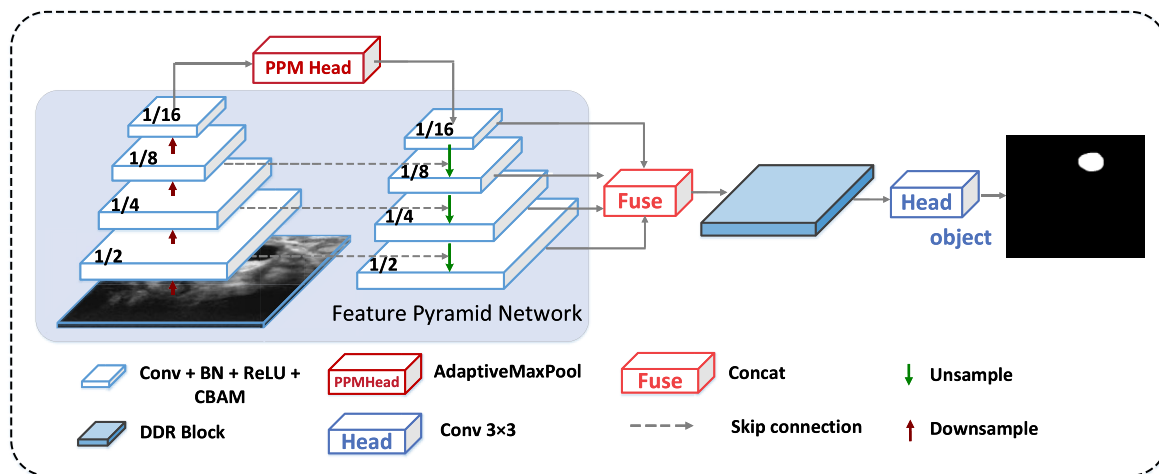 PPM Head
1/16
1/8
1/4
1/2
1/16
1/8
1/4
1/2
Feature Pyramid Network
Fuse
Head
object
Conv + BN + ReLU +
CBAM
PPMHead
AdaptiveMaxPool
Fuse
Concat
Unsample
DDR Block
Head
Conv 3×3
Skip connection
Downsample